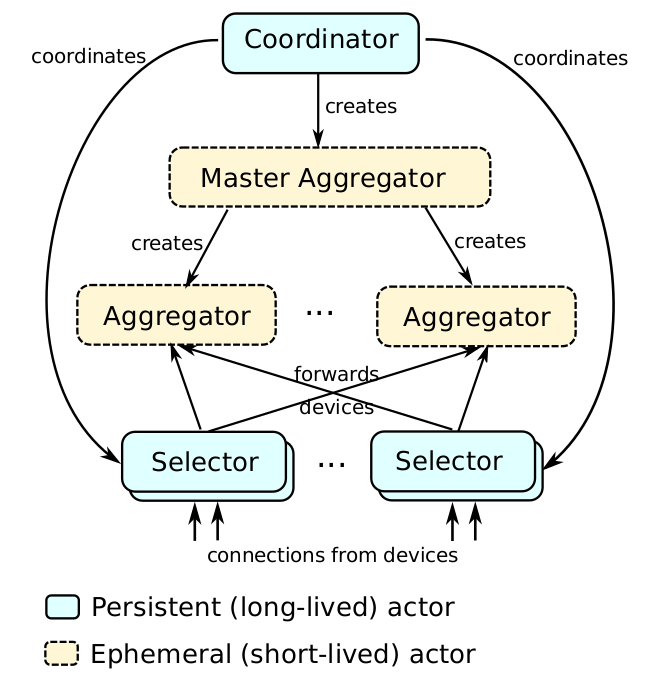 Coordinator
coordinates
coordinates
creates
Master Aggregator
creates
creates
Aggregator
...
Aggregator
forwards
devices
Selector
...
Selector
connections from devices
Persistent (long-lived) actor
Ephemeral (short-lived) actor